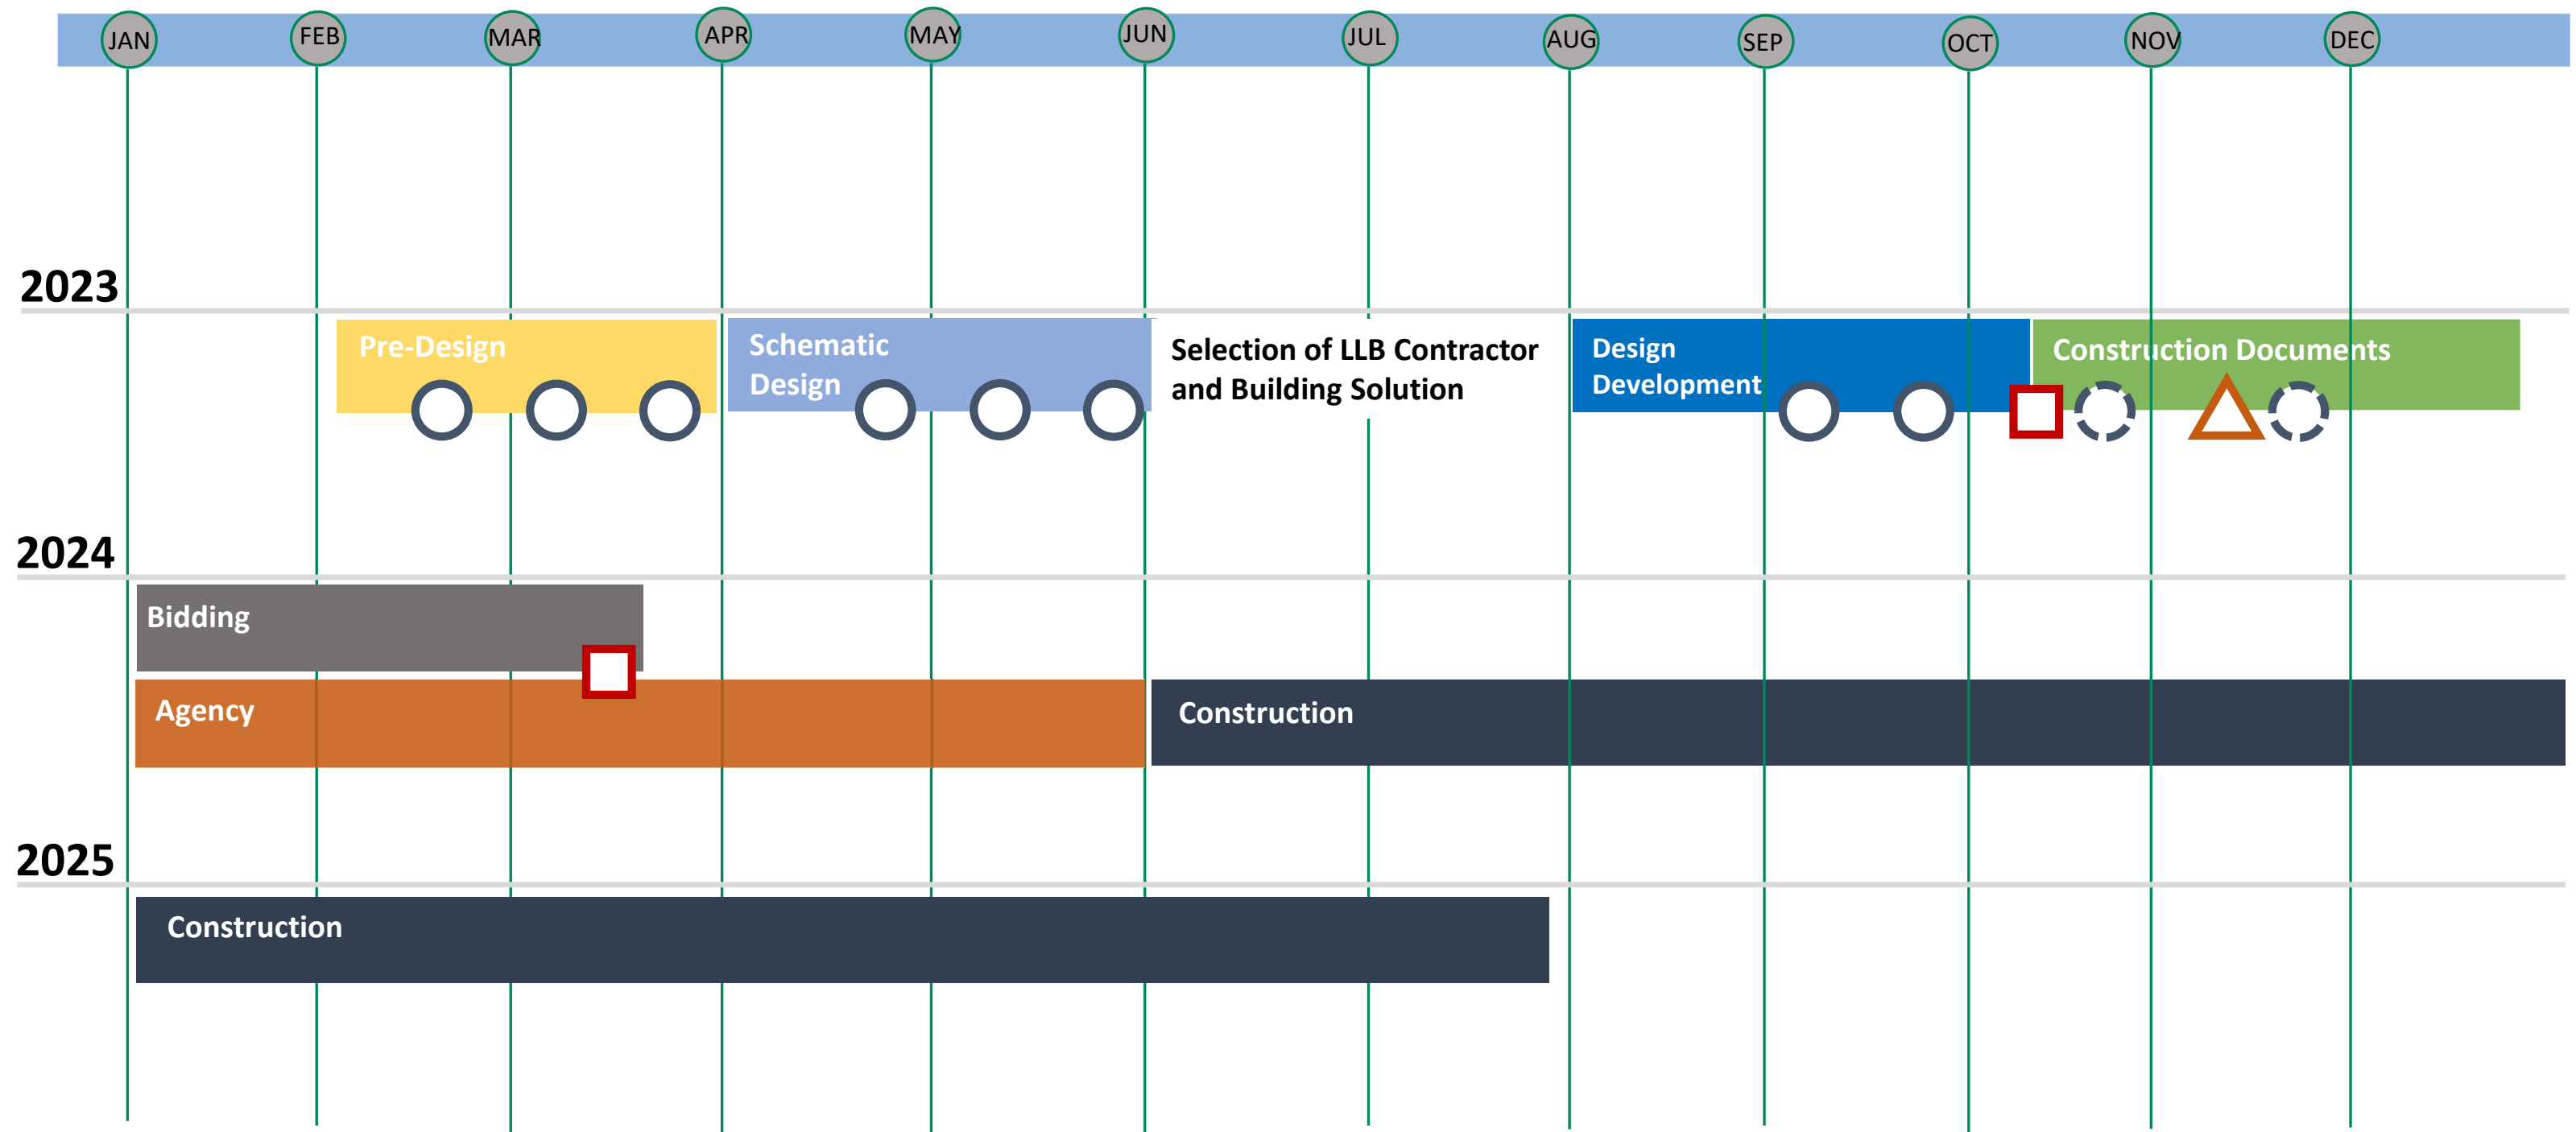 JAN FEB MAR APR MAY JUN JUL AUG SEP OCT NOV DEC
2023
Pre-Design
Schematic
Design
Selection of LLB Contractor
and Building Solution
Design
Development
Construction Documents
2024
Bidding
Agency
Construction
2025
Construction